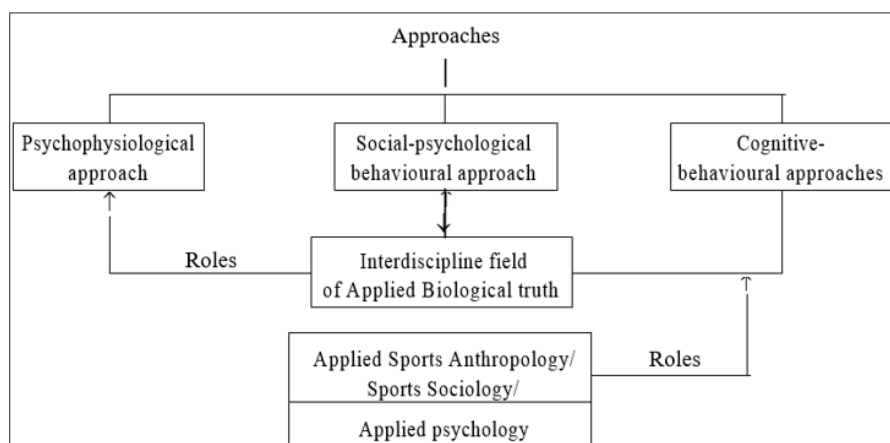 Approaches
Psychophysiological
approach
Social-psychological
behavioural approach
Cognitive-
behavioural approaches
Roles
Interdiscipline field
of Applied Biological truth
Applied Sports Anthropology/
Sports Sociology/
Roles
Applied psychology